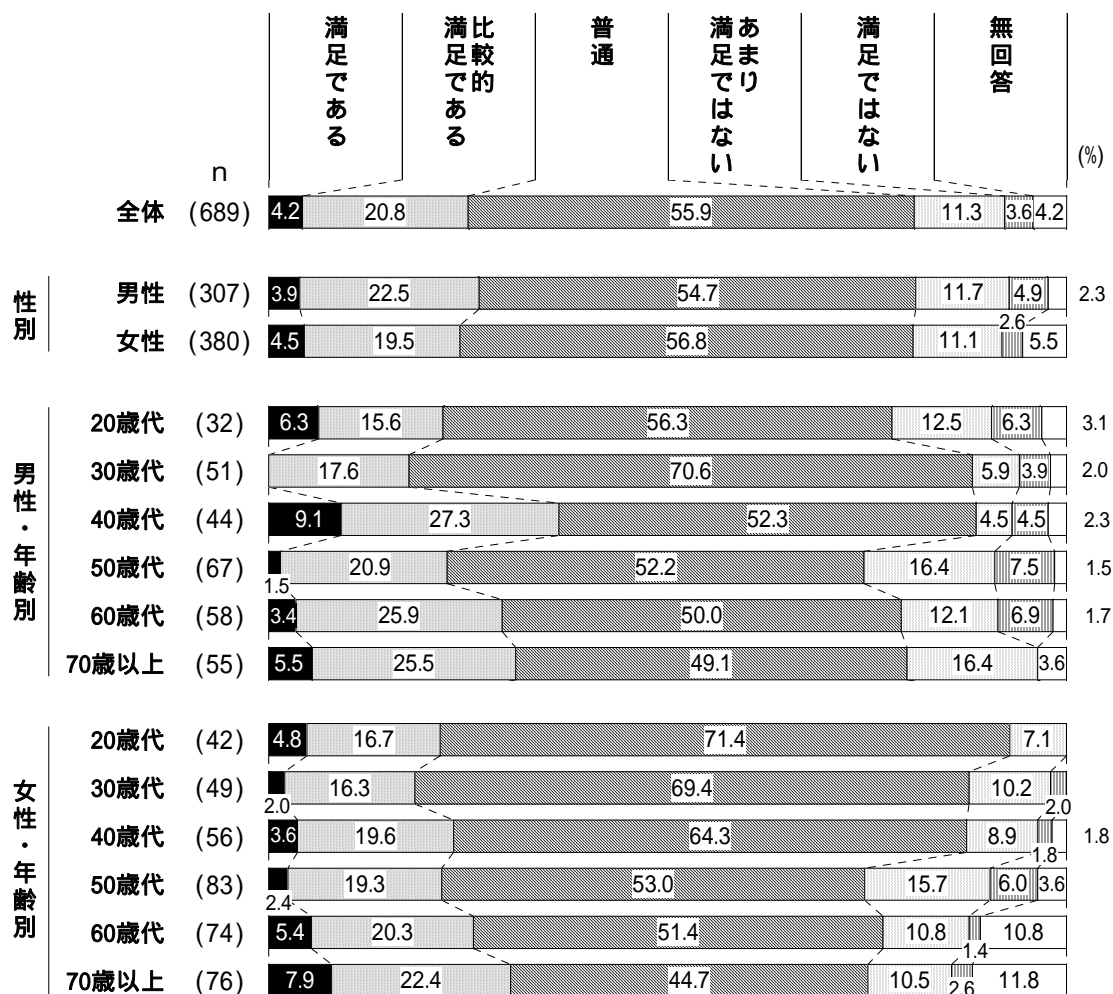 満足である
比較的
満足である
普通
あまり
満足ではない
満足ではない
無回答
n
(%)
全体 (689) 4.2 20.8 55.9 11.3 3.6 4.2
性別
男性 (307) 3.9 22.5 54.7 11.7 4.9 2.3
女性 (380) 4.5 19.5 56.8 11.1 2.6 5.5
男性・年齢別
20歳代 (32) 6.3 15.6 56.3 12.5 6.3 3.1
30歳代 (51) 17.6 70.6 5.9 3.9 2.0
40歳代 (44) 9.1 27.3 52.3 4.5 4.5 2.3
50歳代 (67) 1.5 20.9 52.2 16.4 7.5 1.5
60歳代 (58) 3.4 25.9 50.0 12.1 6.9 1.7
70歳以上 (55) 5.5 25.5 49.1 16.4 3.6
女性・年齢別
20歳代 (42) 4.8 16.7 71.4 7.1
30歳代 (49) 2.0 16.3 69.4 10.2 2.0
40歳代 (56) 3.6 19.6 64.3 8.9 1.8 1.8
50歳代 (83) 2.4 19.3 53.0 15.7 6.0 3.6
60歳代 (74) 5.4 20.3 51.4 10.8 1.4 10.8
70歳以上 (76) 7.9 22.4 44.7 10.5 2.6 11.8